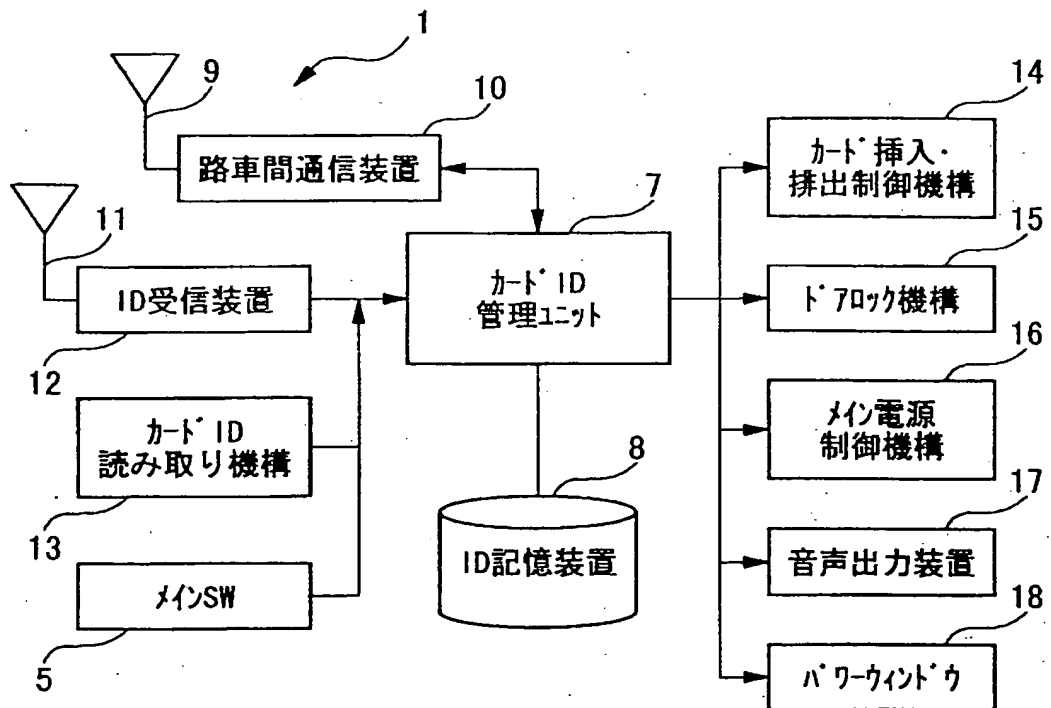 1
9
10
路車間通信装置
11
ID受信装置
12
カードID
読み取り機構
13
メインSW
5
7
カードID
管理ユニット
8
ID記憶装置
14
カード挿入・
排出制御機構
15
ドアロック機構
16
メイン電源
制御機構
17
音声出力装置
18
パワーウィンドウ